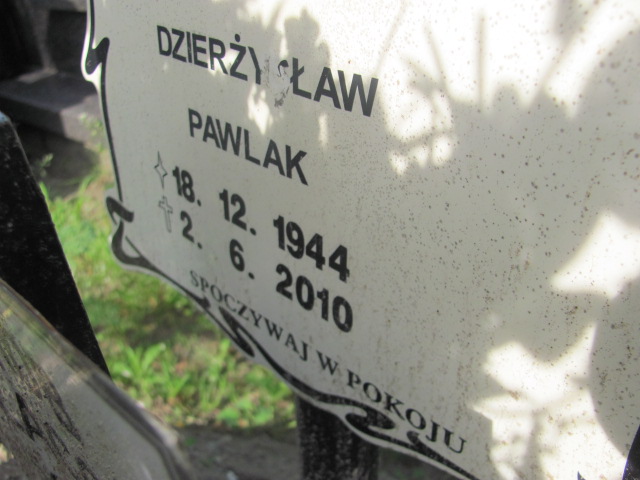 DZIERŻYSŁAW
PAWLAK
18. 12. 1944
2. 6. 2010
SPOCZYWAJ W POKOJU